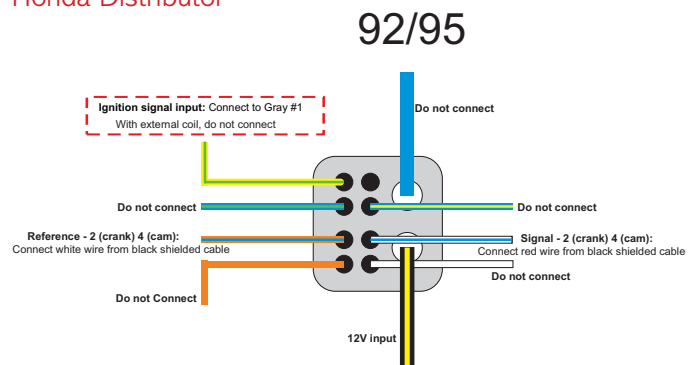 Honda Distributor
92/95
Ignition signal input: Connect to Gray #1
With external coil, do not connect
Do not connect
Do not connect
Do not connect
Reference - 2 (crank) 4 (cam):
Connect white wire from black shielded cable
Signal - 2 (crank) 4 (cam):
Connect red wire from black shielded cable
Do not connect
Do not Connect
12V input